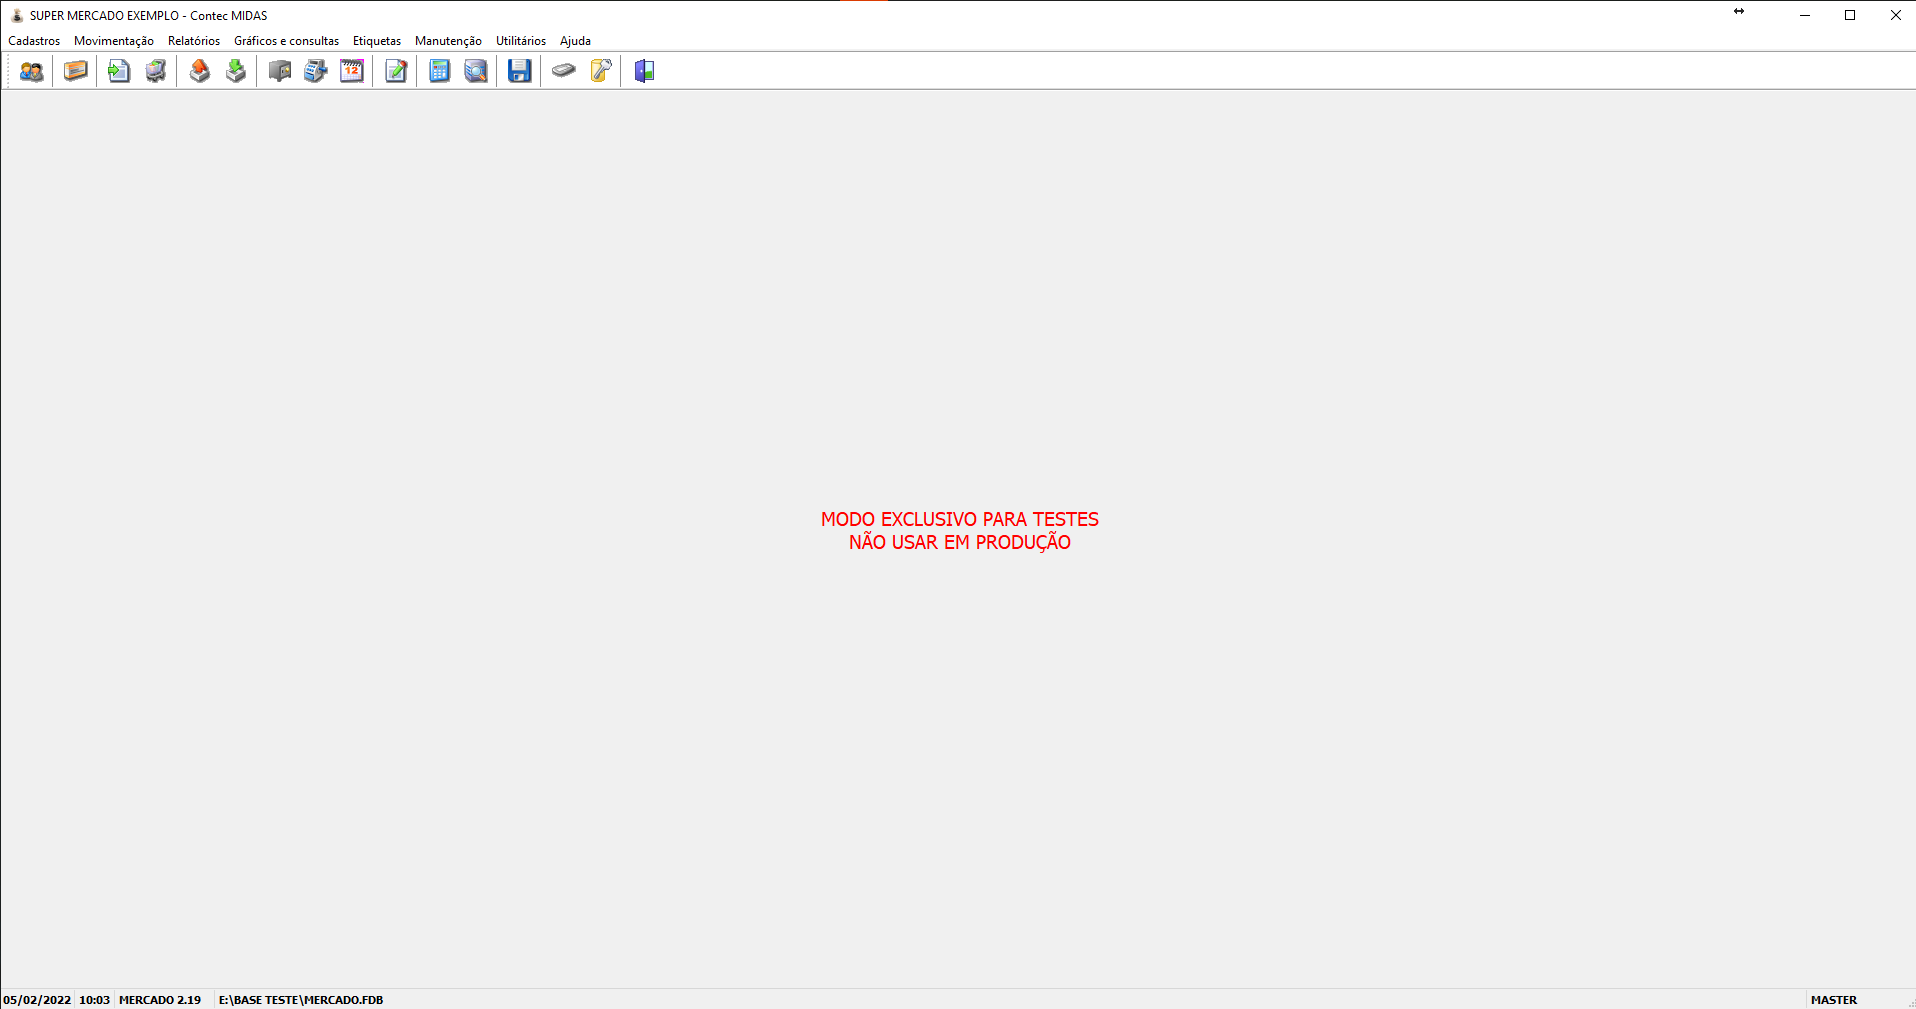 SUPER MERCADO EXEMPLO - Contec MIDAS
Cadastros Movimentação Relatórios Gráficos e consultas Etiquetas Manutenção Utilitários Ajuda
12
MODO EXCLUSIVO PARA TESTES
NÃO USAR EM PRODUÇÃO
05/02/2022 10:03 MERCADO 2.19 E:\BASE TESTE\MERCADO.FDB MASTER